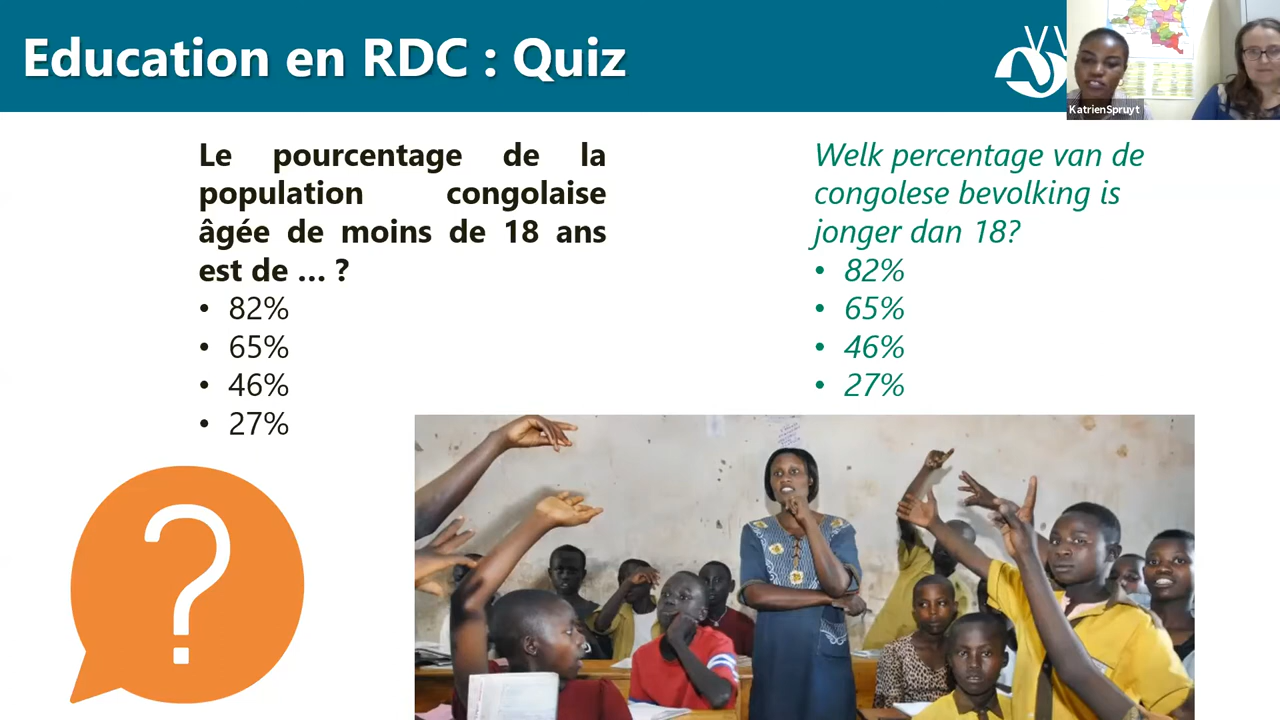 Education en RDC : Quiz
KatrienSpruyt
Le pourcentage de la
population congolaise
âgée de moins de 18 ans
est de ... ?
• 82%
• 65%
• 46%
• 27%
Welk percentage van de
congolese bevolking is
jonger dan 18?
• 82%
• 65%
• 46%
• 27%